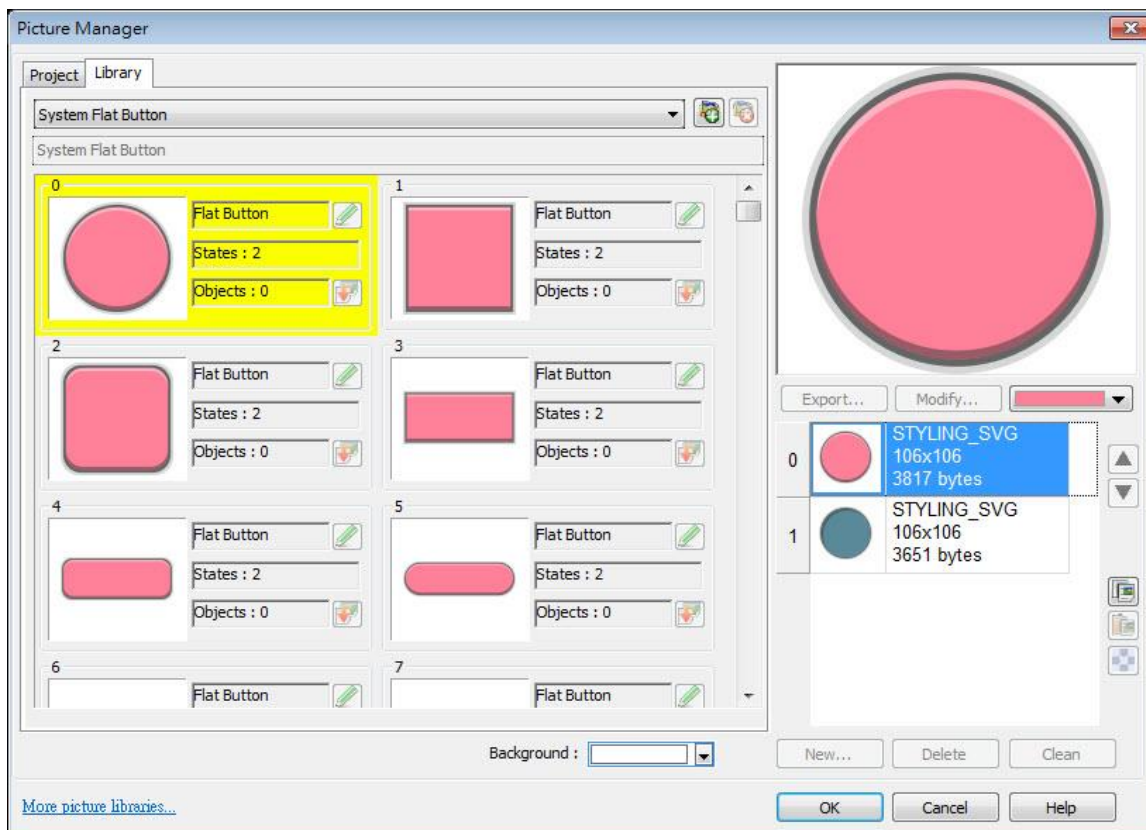 Picture Manager
Project
Library
System Flat Button
System Flat Button
0
Flat Button
States : 2
Objects : 0
1
Flat Button
States : 2
Objects : 0
2
Flat Button
States : 2
Objects : 0
3
Flat Button
States : 2
Objects : 0
4
Flat Button
States : 2
Objects : 0
5
Flat Button
States : 2
Objects : 0
6
Flat Button
7
Flat Button
Background :
Export...
Modify...
0
STYLING_SVG
106x106
3817 bytes
1
STYLING_SVG
106x106
3651 bytes
New...
Delete
Clean
More picture libraries...
OK
Cancel
Help